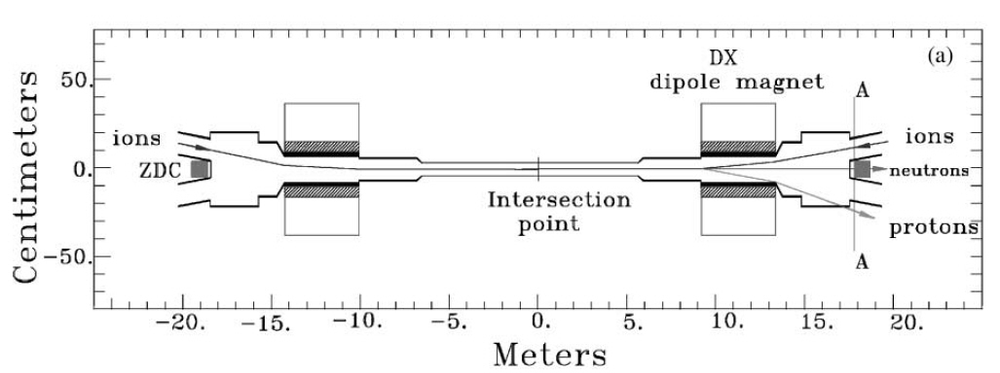 (a)
DX
dipole magnet
A
50.
ions
ions
ZDC
0.
neutrons
Intersection
point
protons
-50.
A
Centimeters
-20. -15. -10. -5. 0. 5. 10. 15. 20.
Meters